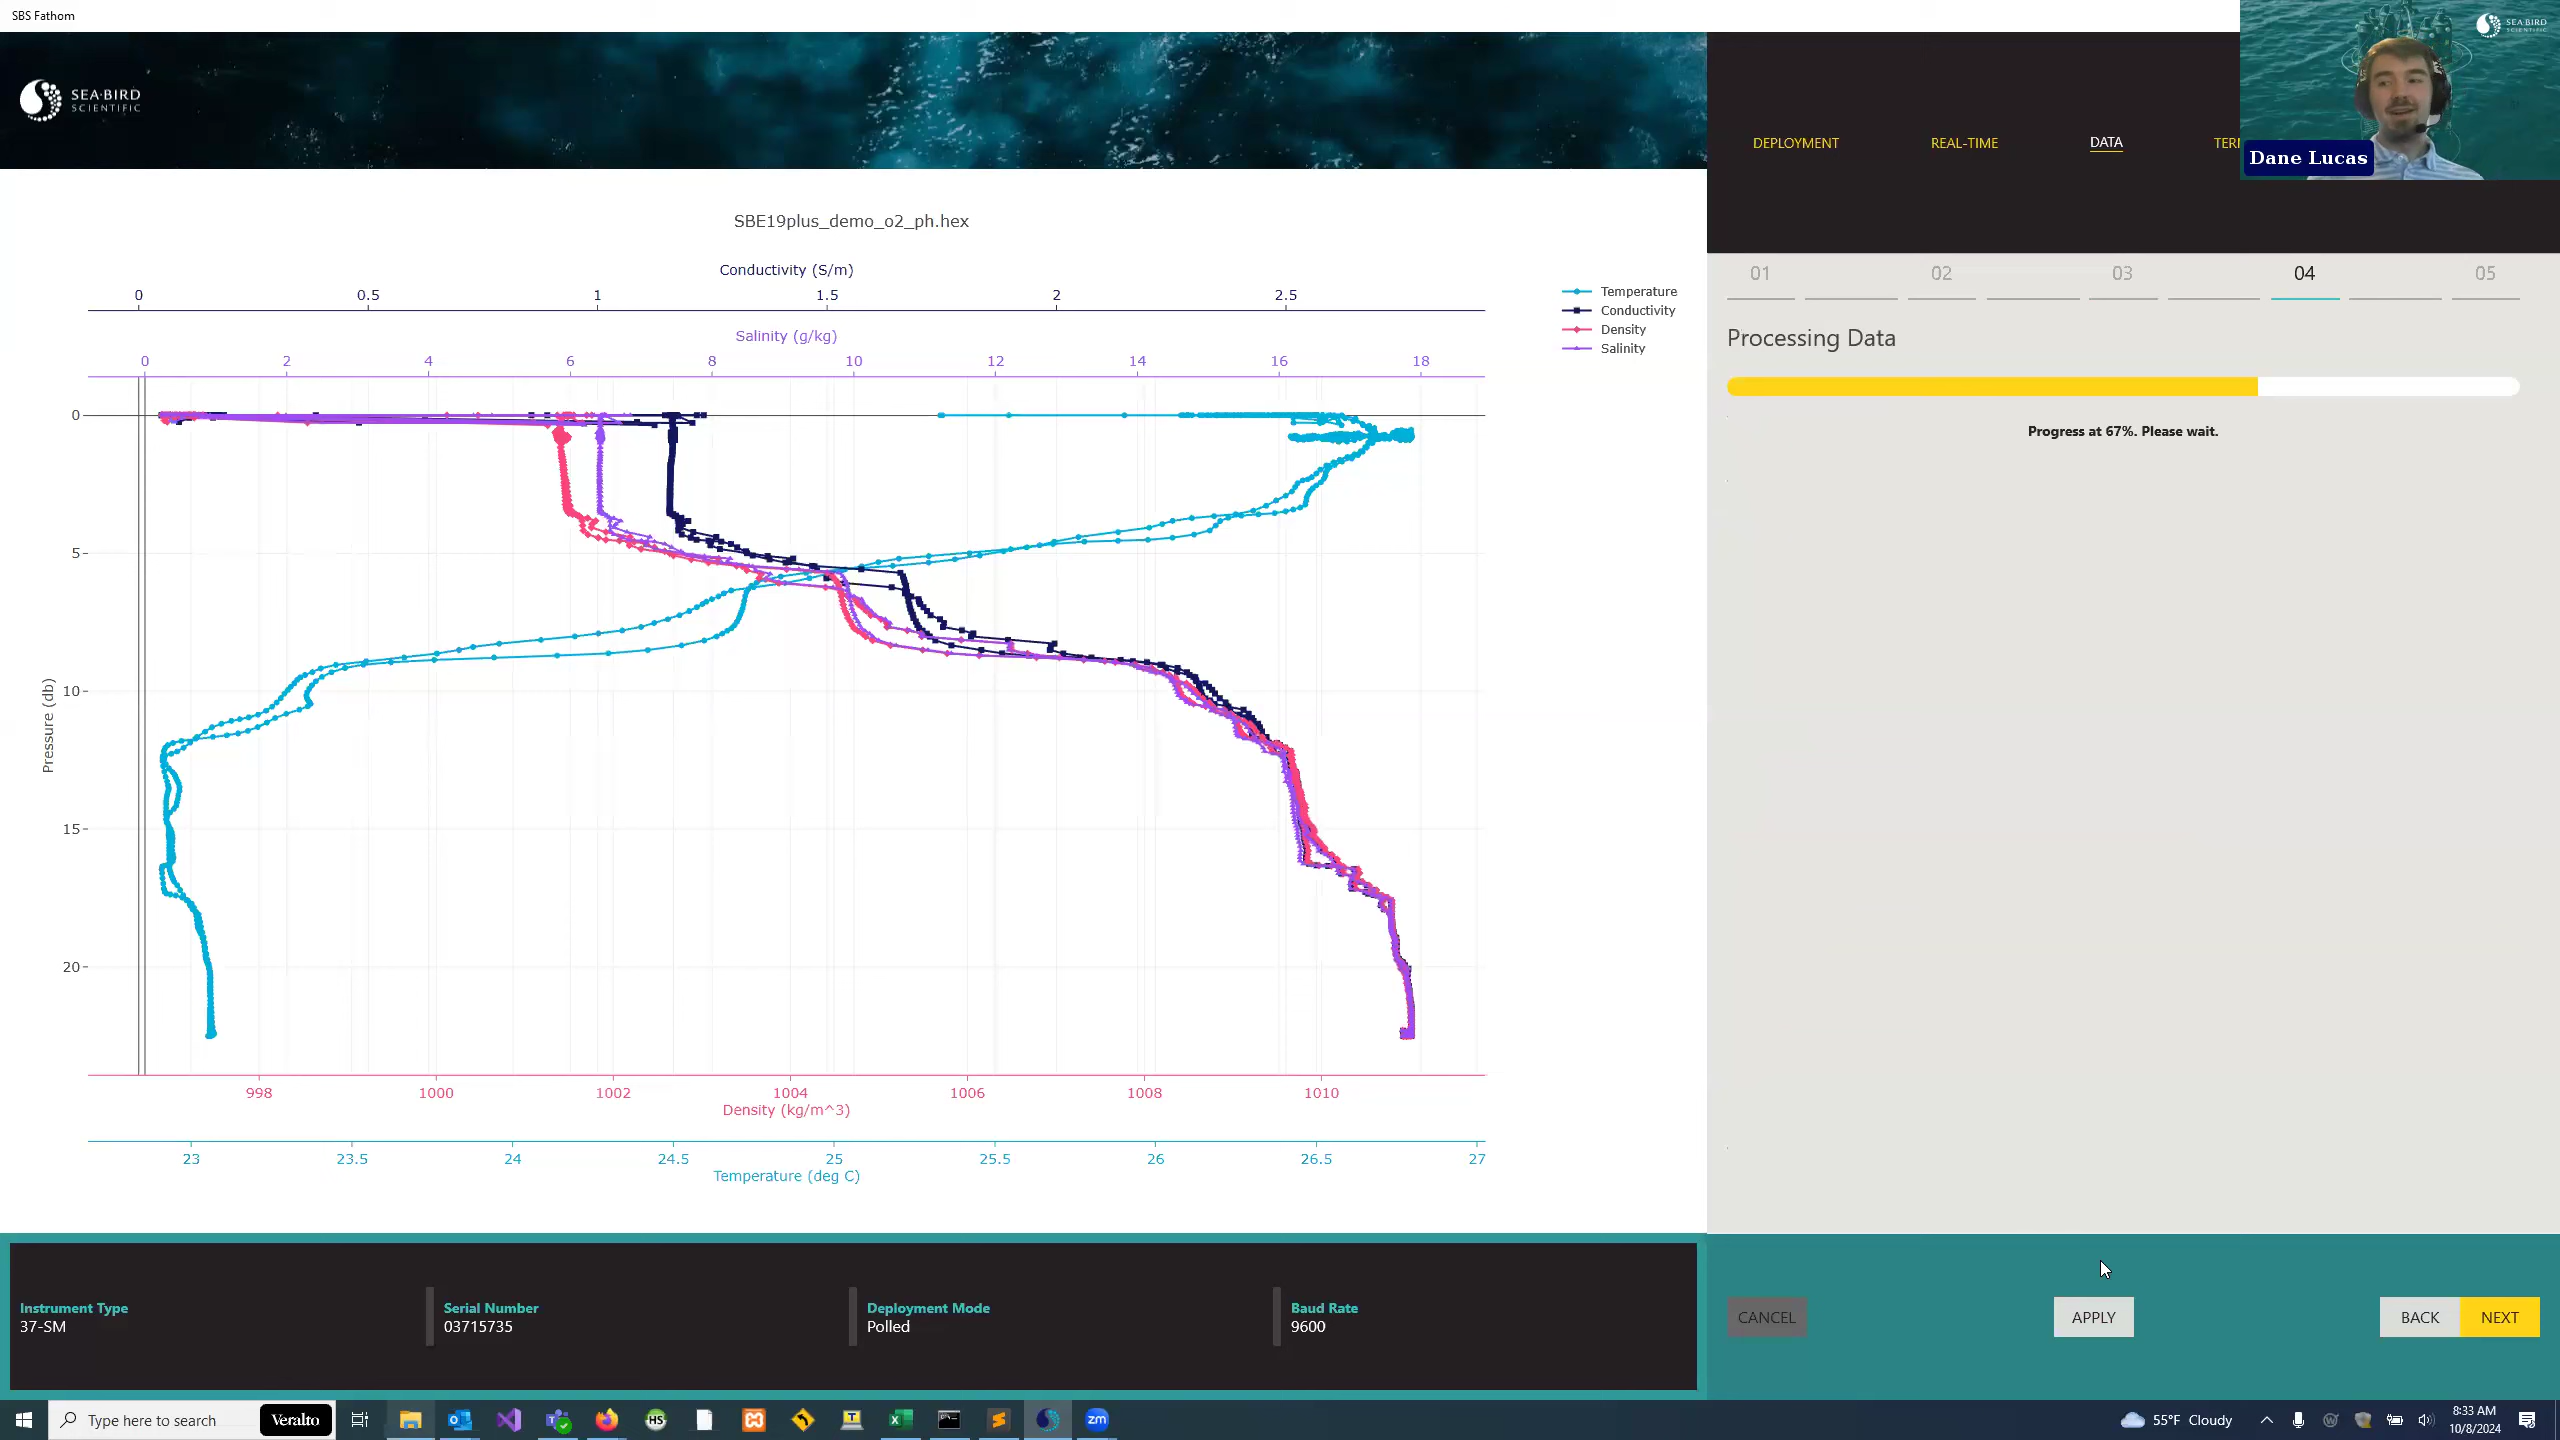 SBS Fathom
SEA·BIRD
SCIENTIFIC
SEA·BIRD
SCIENTIFIC
DEPLOYMENT
REAL-TIME
DATA
Dane Lucas
SBE19plus_demo_o2_ph.hex
Conductivity (S/m)
0 0.5 1 1.5 2 2.5
Salinity (g/kg)
0 2 4 6 8 10 12 14 16 18
Temperature
Conductivity
Density
Salinity
0
5
10
15
20
Pressure (db)
998 1000 1002 1004 1006 1008 1010
Density (kg/m^3)
23 23.5 24 24.5 25 25.5 26 26.5 27
Temperature (deg C)
01 02 03 04 05
Processing Data
Progress at 67%. Please wait.
Instrument Type
37-SM
Serial Number
03715735
Deployment Mode
Polled
Baud Rate
9600
CANCEL
APPLY
BACK
NEXT
Type here to search
Veralto
HS
zm
55°F Cloudy
8:33 AM
10/8/2024